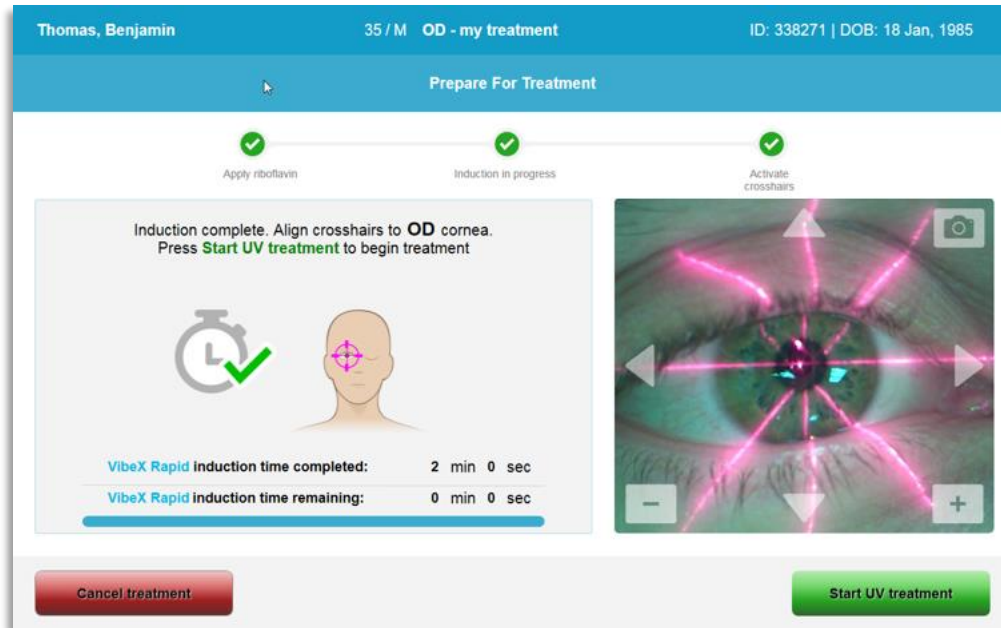 Thomas, Benjamin 35 / M OD - my treatment ID: 338271 | DOB: 18 Jan, 1985
Prepare For Treatment
Apply riboflavin Induction in progress Activate
crosshairs
Induction complete. Align crosshairs to OD cornea.
Press Start UV treatment to begin treatment
VibeX Rapid induction time completed: 2 min 0 sec
VibeX Rapid induction time remaining: 0 min 0 sec
Cancel treatment Start UV treatment